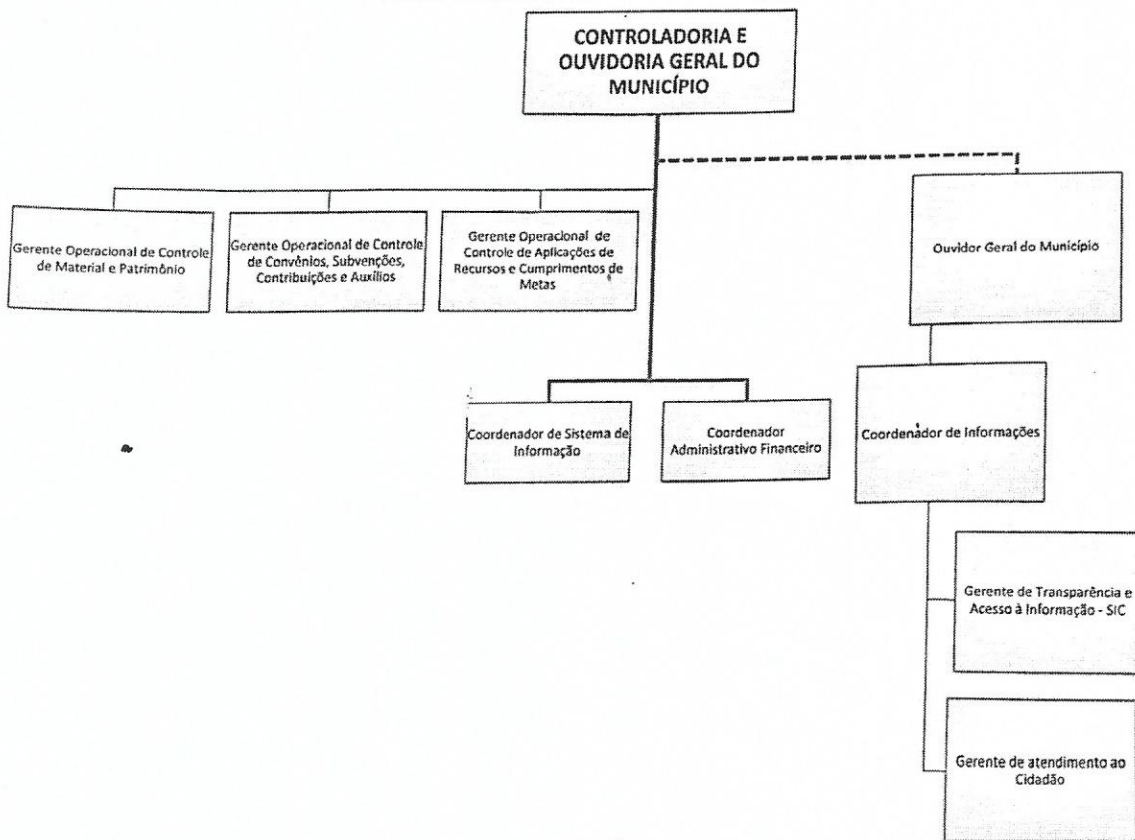 CONTROLADORIA E
OUVIDORIA GERAL DO
MUNICÍPIO
Gerente Operacional de Controle
de Material e Patrimônio
Gerente Operacional de Controle
de Convênios, Subvenções,
Contribuições e Auxílios
Gerente Operacional de
Controle de Aplicações de
Recursos e Cumprimentos de
Metas
Ouvidor Geral do Município
Coordenador de Sistema de
Informação
Coordenador
Administrativo Financeiro
Coordenador de Informações
Gerente de Transparência e
Acesso à Informação - SIC
Gerente de atendimento ao
Cidadão